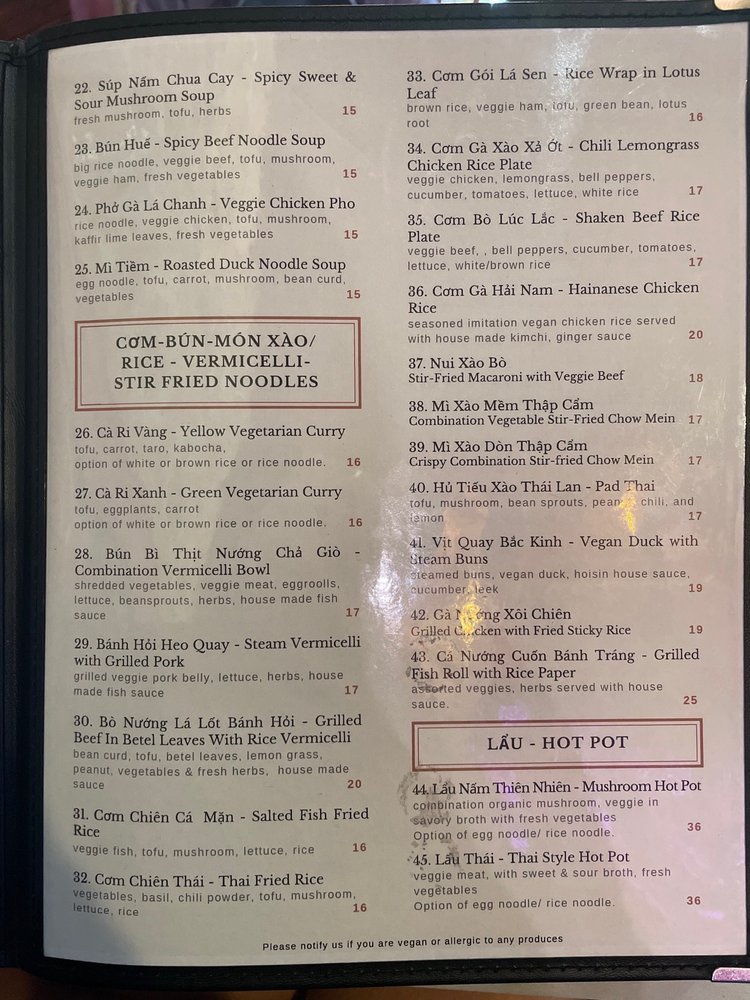 22. Súp Nấm Chua Cay - Spicy Sweet &
Sour Mushroom Soup
fresh mushroom, tofu, herbs 15
23. Bún Huế - Spicy Beef Noodle Soup
big rice noodle, veggie beef, tofu, mushroom,
veggie ham, fresh vegetables 15
24. Phở Gà Lá Chanh - Veggie Chicken Pho
rice noodle, veggie chicken, tofu, mushroom,
kaffir lime leaves, fresh vegetables 15
25. Mì Tiềm - Roasted Duck Noodle Soup
egg noodle, tofu, carrot, mushroom, bean curd,
vegetables 15
CƠM-BÚN-MÓN XÀO/
RICE - VERMICELLI-
STIR FRIED NOODLES
26. Cà Ri Vàng - Yellow Vegetarian Curry
tofu, carrot, taro, kabocha,
option of white or brown rice or rice noodle. 16
27. Cà Ri Xanh - Green Vegetarian Curry
tofu, eggplants, carrot
option of white or brown rice or rice noodle. 16
28. Bún Bì Thịt Nướng Chả Giò -
Combination Vermicelli Bowl
shredded vegetables, veggie meat, eggroolls,
lettuce, beansprouts, herbs, house made fish
sauce 17
29. Bánh Hỏi Heo Quay - Steam Vermicelli
with Grilled Pork
grilled veggie pork belly, lettuce, herbs, house
made fish sauce 17
30. Bò Nướng Lá Lốt Bánh Hỏi - Grilled
Beef In Betel Leaves With Rice Vermicelli
bean curd, tofu, betel leaves, lemon grass,
peanut, vegetables & fresh herbs, house made
sauce 20
31. Cơm Chiên Cá Mặn - Salted Fish Fried
Rice
veggie fish, tofu, mushroom, lettuce, rice 16
32. Cơm Chiên Thái - Thai Fried Rice
vegetables, basil, chili powder, tofu, mushroom,
lettuce, rice 16
33. Cơm Gói Lá Sen - Rice Wrap in Lotus
Leaf
brown rice, veggie ham, tofu, green bean, lotus
root 16
34. Cơm Gà Xào Xả Ớt - Chili Lemongrass
Chicken Rice Plate
veggie chicken, lemongrass, bell peppers,
cucumber, tomatoes, lettuce, white rice 17
35. Cơm Bò Lúc Lắc - Shaken Beef Rice
Plate
veggie beef, , bell peppers, cucumber, tomatoes,
lettuce, white/brown rice 17
36. Cơm Gà Hải Nam - Hainanese Chicken
Rice
seasoned imitation vegan chicken rice served
with house made kimchi, ginger sauce 20
37. Nui Xào Bò
Stir-Fried Macaroni with Veggie Beef 18
38. Mì Xào Mềm Thập Cẩm
Combination Vegetable Stir-Fried Chow Mein 17
39. Mì Xào Dòn Thập Cẩm
Crispy Combination Stir-fried Chow Mein 17
40. Hủ Tiếu Xào Thái Lan - Pad Thai
tofu, mushroom, bean sprouts, peanut, chili, and
lemon 17
41. Vịt Quay Bắc Kinh - Vegan Duck with
Steam Buns
steamed buns, vegan duck, hoisin house sauce,
cucumber, leek 19
42. Gà Nướng Xôi Chiên
Grilled Chicken with Fried Sticky Rice 19
43. Cá Nướng Cuốn Bánh Tráng - Grilled
Fish Roll with Rice Paper
assorted veggies, herbs served with house
sauce. 25
LẨU - HOT POT
44. Lẩu Nấm Thiên Nhiên - Mushroom Hot Pot
combination organic mushroom, veggie in
savory broth with fresh vegetables
Option of egg noodle/ rice noodle. 36
45. Lẩu Thái - Thai Style Hot Pot
veggie meat, with sweet & sour broth, fresh
vegetables
Option of egg noodle/ rice noodle. 36
Please notify us if you are vegan or allergic to any produces